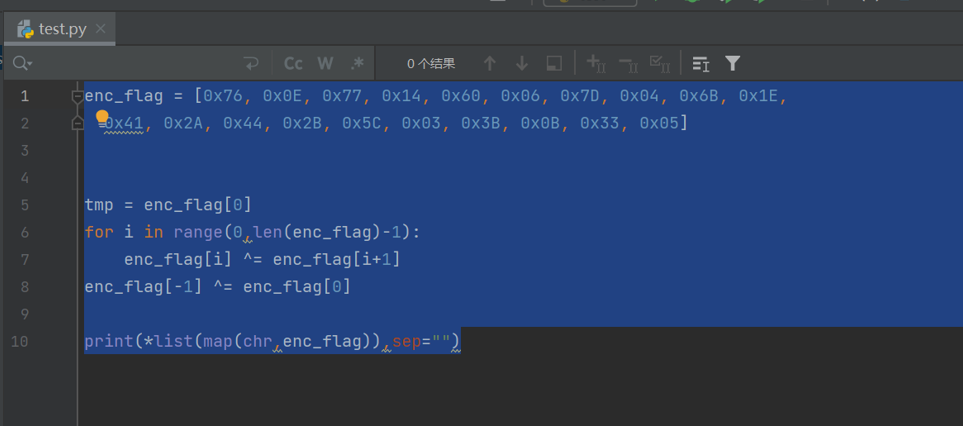 test.py
Cc W .* 0 个结果
1 enc_flag = [0x76, 0x0E, 0x77, 0x14, 0x60, 0x06, 0x7D, 0x04, 0x6B, 0x1E,
2 0x41, 0x2A, 0x44, 0x2B, 0x5C, 0x03, 0x3B, 0x0B, 0x33, 0x05]
3
4
5 tmp = enc_flag[0]
6 for i in range(0,len(enc_flag)-1):
7 enc_flag[i] ^= enc_flag[i+1]
8 enc_flag[-1] ^= enc_flag[0]
9
10 print(*list(map(chr,enc_flag)),sep="")